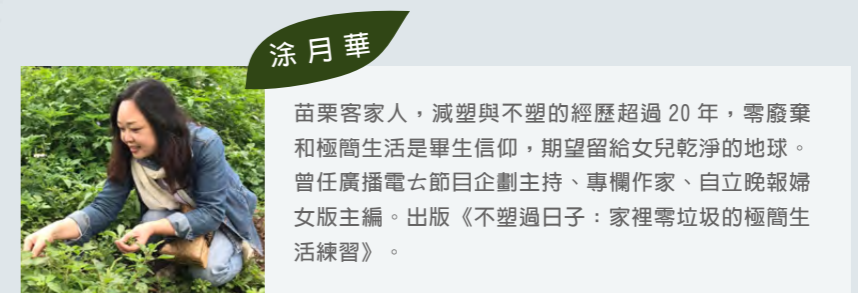 涂月華
苗栗客家人，減塑與不塑的經歷超過 20 年，零廢棄
和極簡生活是畢生信仰，期望留給女兒乾淨的地球。
曾任廣播電ㄊ節目企劃主持、專欄作家、自立晚報婦
女版主編。出版《不塑過日子：家裡零垃圾的極簡生
活練習》。